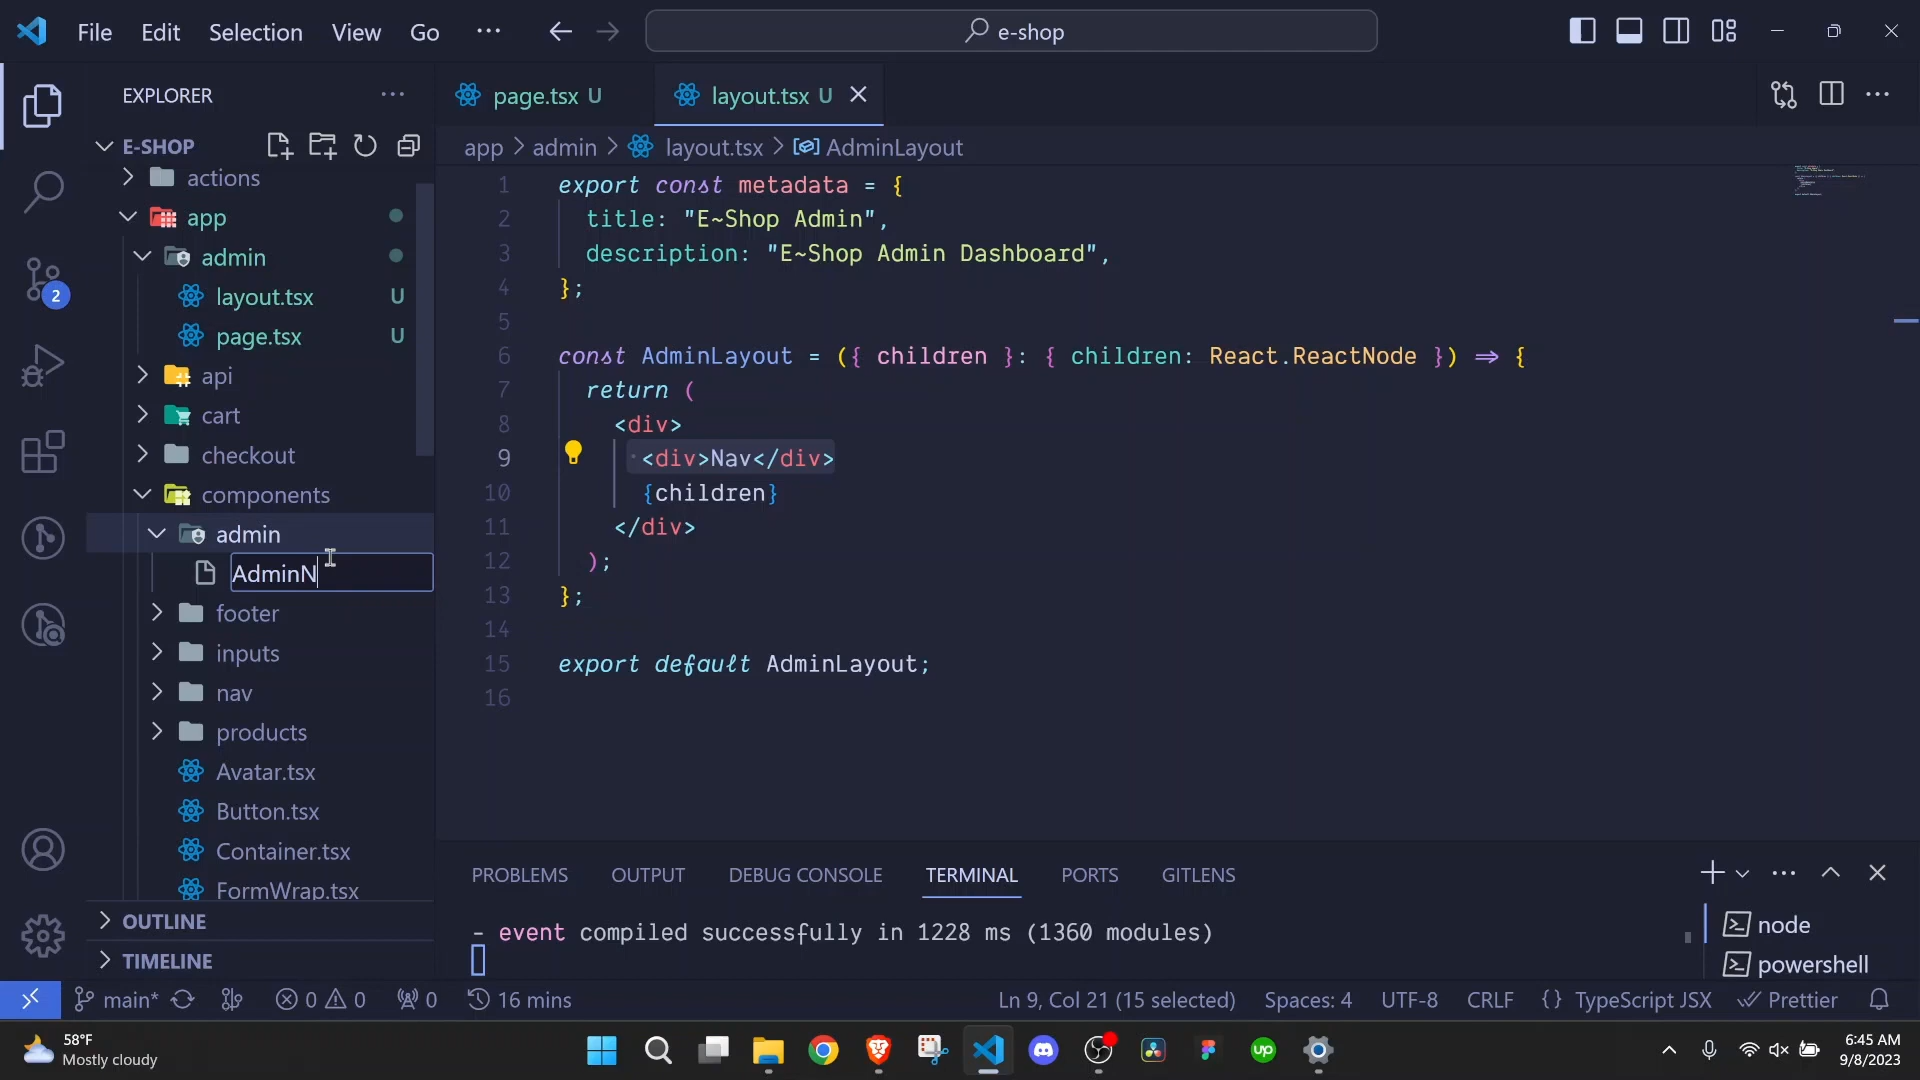 File Edit Selection View Go ···
e-shop
EXPLORER ···
E-SHOP
actions
app
admin
layout.tsx U
page.tsx U
api
cart
checkout
components
admin
AdminN
footer
inputs
nav
products
Avatar.tsx
Button.tsx
Container.tsx
FormWrap.tsx
OUTLINE
TIMELINE
page.tsx U
layout.tsx U
app > admin > layout.tsx > AdminLayout
1 export const metadata = {
2 title: "E~Shop Admin",
3 description: "E~Shop Admin Dashboard",
4 };
5
6 const AdminLayout = ({ children }: { children: React.ReactNode }) => {
7 return (
8 <div>
9 <div>Nav</div>
10 {children}
11 </div>
12 );
13 };
14
15 export default AdminLayout;
16
PROBLEMS OUTPUT DEBUG CONSOLE TERMINAL PORTS GITLENS
- event compiled successfully in 1228 ms (1360 modules)
node
powershell
2
main* 0 0 0 16 mins Ln 9, Col 21 (15 selected) Spaces: 4 UTF-8 CRLF {} TypeScript JSX Prettier
58°F
Mostly cloudy
up
6:45 AM
9/8/2023